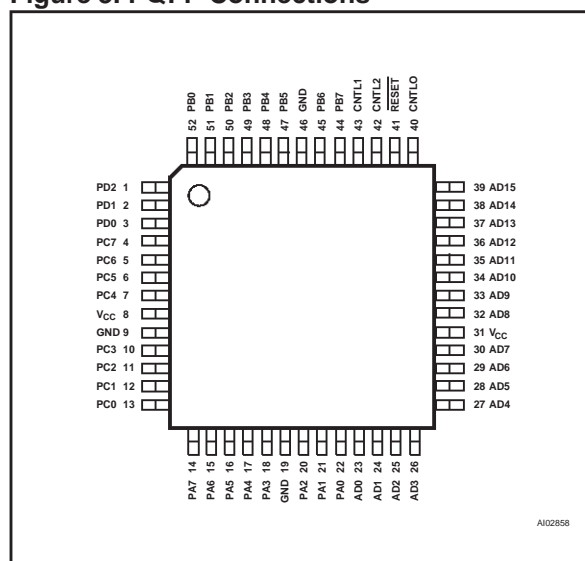 52 PB0
51 PB1
50 PB2
49 PB3
48 PB4
47 PB5
46 GND
45 PB6
44 PB7
43 CNTL1
42 CNTL2
41 RESET
40 CNTL0
PD2 1
PD1 2
PD0 3
PC7 4
PC6 5
PC5 6
PC4 7
VCC 8
GND 9
PC3 10
PC2 11
PC1 12
PC0 13
39 AD15
38 AD14
37 AD13
36 AD12
35 AD11
34 AD10
33 AD9
32 AD8
31 VCC
30 AD7
29 AD6
28 AD5
27 AD4
PA7 14
PA6 15
PA5 16
PA4 17
PA3 18
GND 19
PA2 20
PA1 21
PA0 22
AD0 23
AD1 24
AD2 25
AD3 26
AI02858